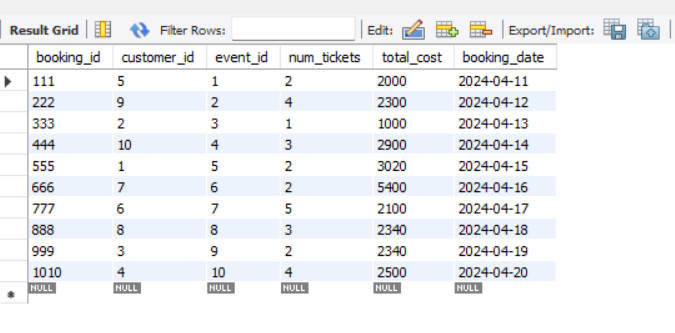 Result Grid Filter Rows: Edit: Export/Import:
booking_id customer_id event_id num_tickets total_cost booking_date
111 5 1 2 2000 2024-04-11
222 9 2 4 2300 2024-04-12
333 2 3 1 1000 2024-04-13
444 10 4 3 2900 2024-04-14
555 1 5 2 3020 2024-04-15
666 7 6 2 5400 2024-04-16
777 6 7 5 2100 2024-04-17
888 8 8 3 2340 2024-04-18
999 3 9 2 2340 2024-04-19
1010 4 10 4 2500 2024-04-20
NULL NULL NULL NULL NULL NULL